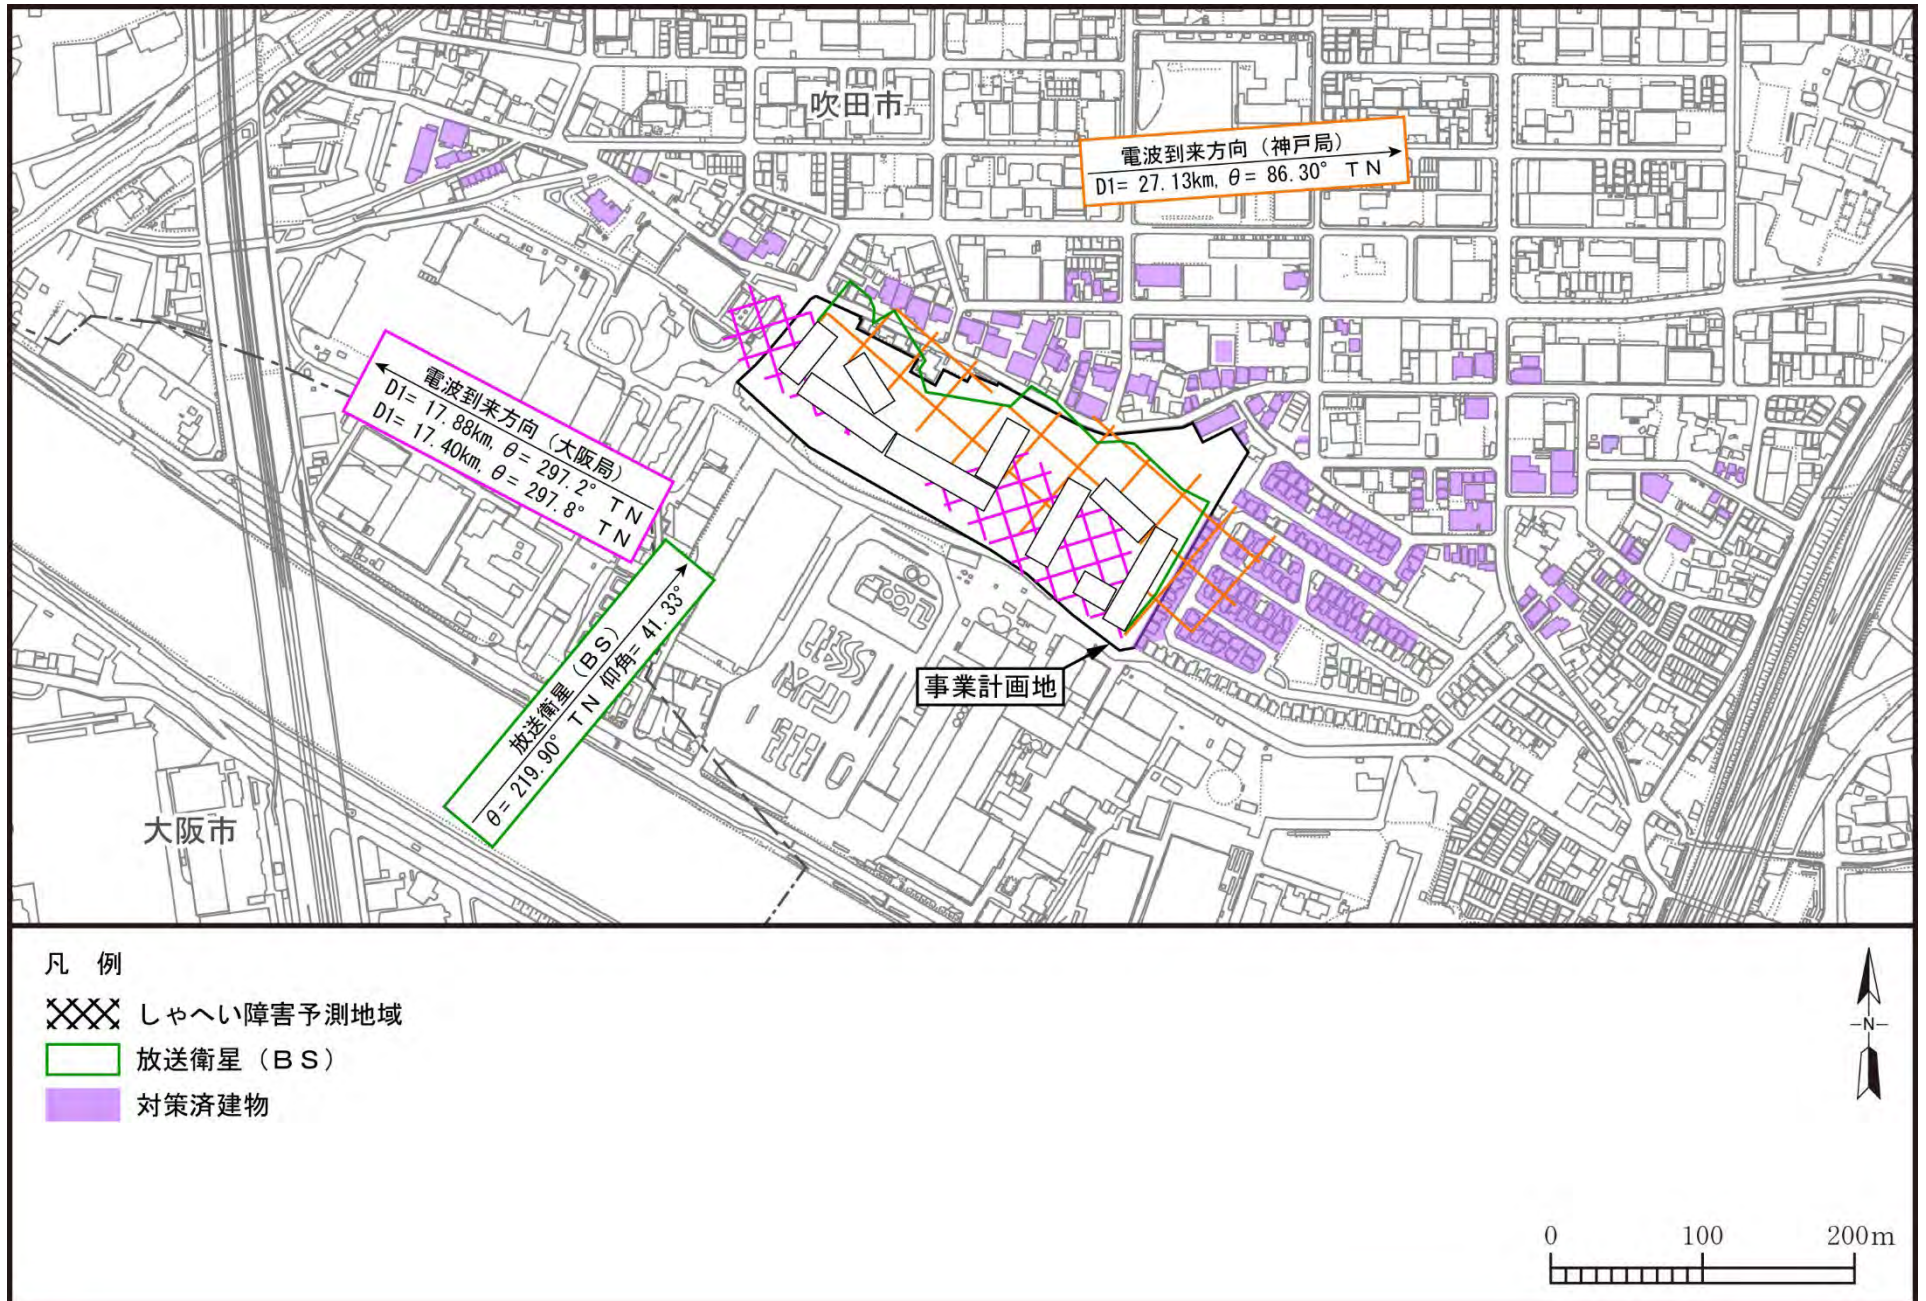 吹田市
電波到来方向（神戸局）
D1= 27.13km, θ= 86.30° TN
電波到来方向（大阪局）
D1= 17.88km, θ= 297.2° TN
D1= 17.40km, θ= 297.8° TN
放送衛星（BS）
θ= 219.90° TN 仰角= 41.33°
事業計画地
大阪市
凡 例
しゃへい障害予測地域
放送衛星（BS）
対策済建物
N
0 100 200m